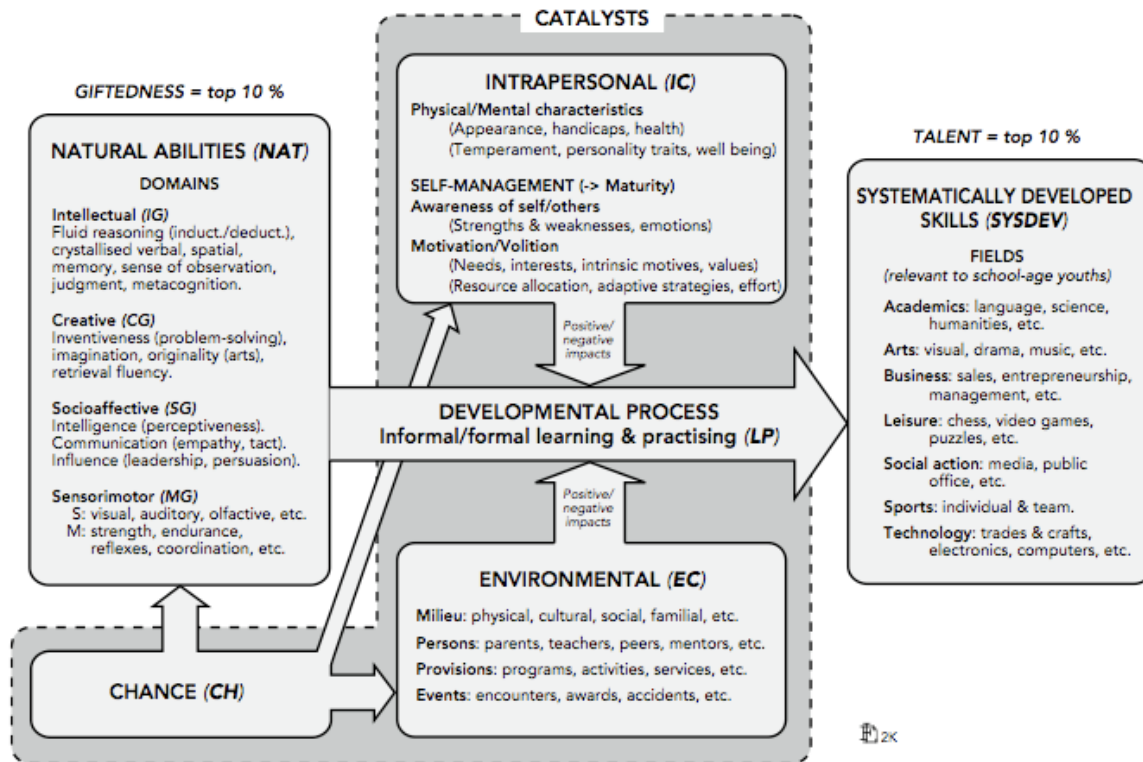 CATALYSTS
GIFTEDNESS = top 10 %
NATURAL ABILITIES (NAT)
DOMAINS
Intellectual (IG)
Fluid reasoning (induct./deduct.),
crystallised verbal, spatial,
memory, sense of observation,
judgment, metacognition.
Creative (CG)
Inventiveness (problem-solving),
imagination, originality (arts),
retrieval fluency.
Socioaffective (SG)
Intelligence (perceptiveness).
Communication (empathy, tact).
Influence (leadership, persuasion).
Sensorimotor (MG)
S: visual, auditory, olfactive, etc.
M: strength, endurance,
reflexes, coordination, etc.
CHANCE (CH)
INTRAPERSONAL (IC)
Physical/Mental characteristics
(Appearance, handicaps, health)
(Temperament, personality traits, well being)
SELF-MANAGEMENT (-> Maturity)
Awareness of self/others
(Strengths & weaknesses, emotions)
Motivation/Volition
(Needs, interests, intrinsic motives, values)
(Resource allocation, adaptive strategies, effort)
Positive/
negative
impacts
DEVELOPMENTAL PROCESS
Informal/formal learning & practising (LP)
Positive/
negative
impacts
ENVIRONMENTAL (EC)
Milieu: physical, cultural, social, familial, etc.
Persons: parents, teachers, peers, mentors, etc.
Provisions: programs, activities, services, etc.
Events: encounters, awards, accidents, etc.
TALENT = top 10 %
SYSTEMATICALLY DEVELOPED
SKILLS (SYSDEV)
FIELDS
(relevant to school-age youths)
Academics: language, science,
humanities, etc.
Arts: visual, drama, music, etc.
Business: sales, entrepreneurship,
management, etc.
Leisure: chess, video games,
puzzles, etc.
Social action: media, public
office, etc.
Sports: individual & team.
Technology: trades & crafts,
electronics, computers, etc.
2K